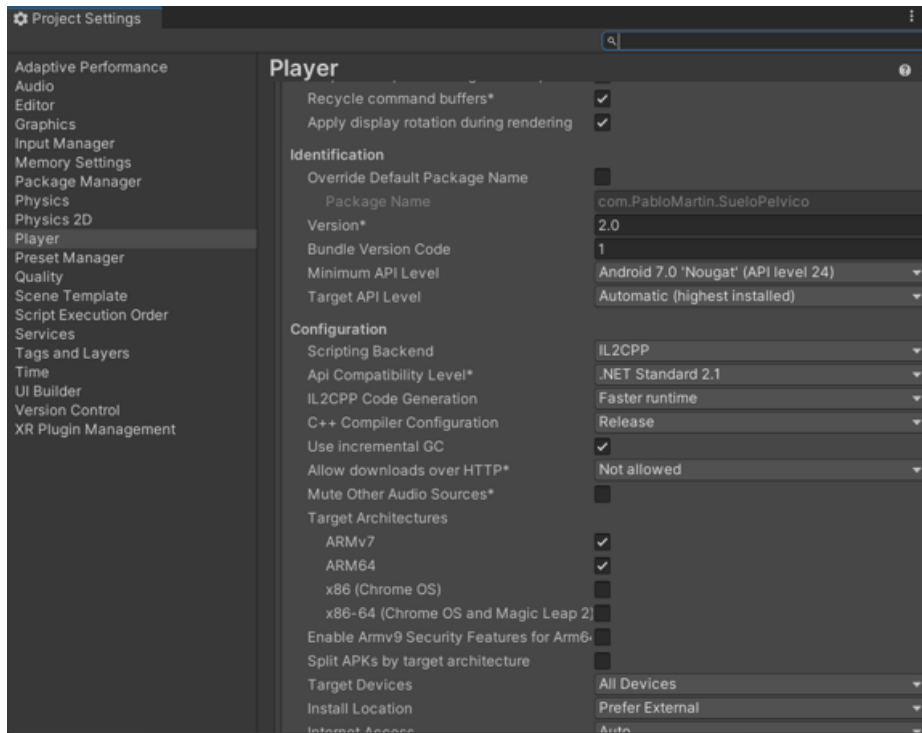 Project Settings
Adaptive Performance
Audio
Editor
Graphics
Input Manager
Memory Settings
Package Manager
Physics
Physics 2D
Player
Preset Manager
Quality
Scene Template
Script Execution Order
Services
Tags and Layers
Time
UI Builder
Version Control
XR Plugin Management
Player
Recycle command buffers*
Apply display rotation during rendering
Identification
Override Default Package Name
Package Name com.PabloMartin.SueloPelvico
Version* 2.0
Bundle Version Code 1
Minimum API Level Android 7.0 'Nougat' (API level 24)
Target API Level Automatic (highest installed)
Configuration
Scripting Backend IL2CPP
Api Compatibility Level* .NET Standard 2.1
IL2CPP Code Generation Faster runtime
C++ Compiler Configuration Release
Use incremental GC
Allow downloads over HTTP* Not allowed
Mute Other Audio Sources*
Target Architectures
ARMv7
ARM64
x86 (Chrome OS)
x86-64 (Chrome OS and Magic Leap 2)
Enable Armv9 Security Features for Arm6
Split APKs by target architecture
Target Devices All Devices
Install Location Prefer External
Internet Access Auto